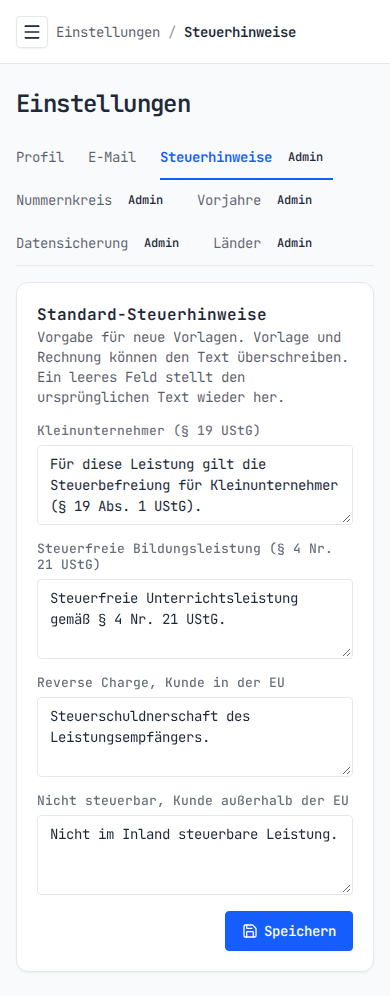 Einstellungen / Steuerhinweise
Einstellungen
Profil E-Mail Steuerhinweise Admin
Nummernkreis Admin Vorjahre Admin
Datensicherung Admin Länder Admin
Standard-Steuerhinweise
Vorgabe für neue Vorlagen. Vorlage und
Rechnung können den Text überschreiben.
Ein leeres Feld stellt den
ursprünglichen Text wieder her.
Kleinunternehmer (§ 19 UStG)
Für diese Leistung gilt die
Steuerbefreiung für Kleinunternehmer
(§ 19 Abs. 1 UStG).
Steuerfreie Bildungsleistung (§ 4 Nr.
21 UStG)
Steuerfreie Unterrichtsleistung
gemäß § 4 Nr. 21 UStG.
Reverse Charge, Kunde in der EU
Steuerschuldnerschaft des
Leistungsempfängers.
Nicht steuerbar, Kunde außerhalb der EU
Nicht im Inland steuerbare Leistung.
Speichern